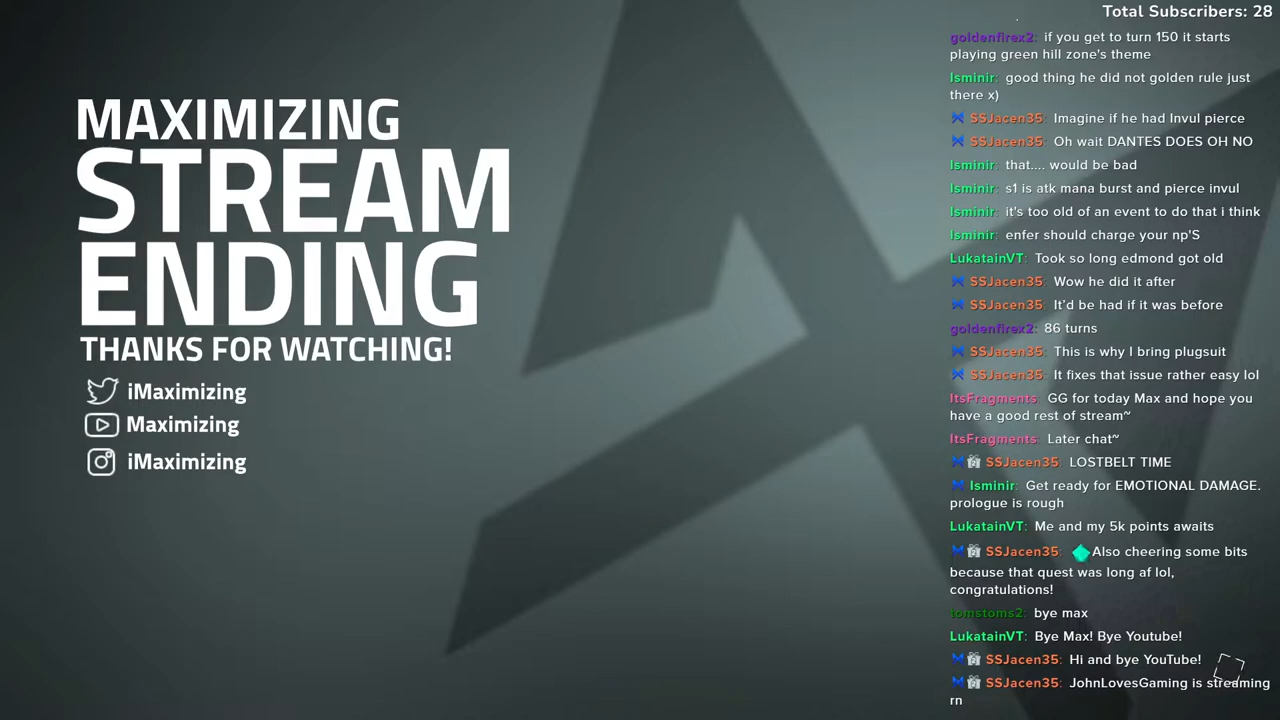 Total Subscribers: 28
goldenfirex2: if you get to turn 150 it starts
playing green hill zone's theme
Isminir: good thing he did not golden rule just
there x)
SSJacen35: Imagine if he had Invul pierce
SSJacen35: Oh wait DANTES DOES OH NO
Isminir: that.... would be bad
Isminir: s1 is atk mana burst and pierce invul
Isminir: it's too old of an event to do that i think
Isminir: enfer should charge your np'S
LukatainVT: Took so long edmond got old
SSJacen35: Wow he did it after
SSJacen35: It'd be had if it was before
goldenfirex2: 86 turns
SSJacen35: This is why I bring plugsuit
SSJacen35: It fixes that issue rather easy lol
ItsFragments: GG for today Max and hope you
have a good rest of stream~
ItsFragments: Later chat~
SSJacen35: LOSTBELT TIME
Isminir: Get ready for EMOTIONAL DAMAGE.
prologue is rough
LukatainVT: Me and my 5k points awaits
SSJacen35: Also cheering some bits
because that quest was long af lol,
congratulations!
tomstoms2: bye max
LukatainVT: Bye Max! Bye Youtube!
SSJacen35: Hi and bye YouTube!
SSJacen35: JohnLovesGaming is streaming
rn
MAXIMIZING
STREAM
ENDING
THANKS FOR WATCHING!
iMaximizing
Maximizing
iMaximizing